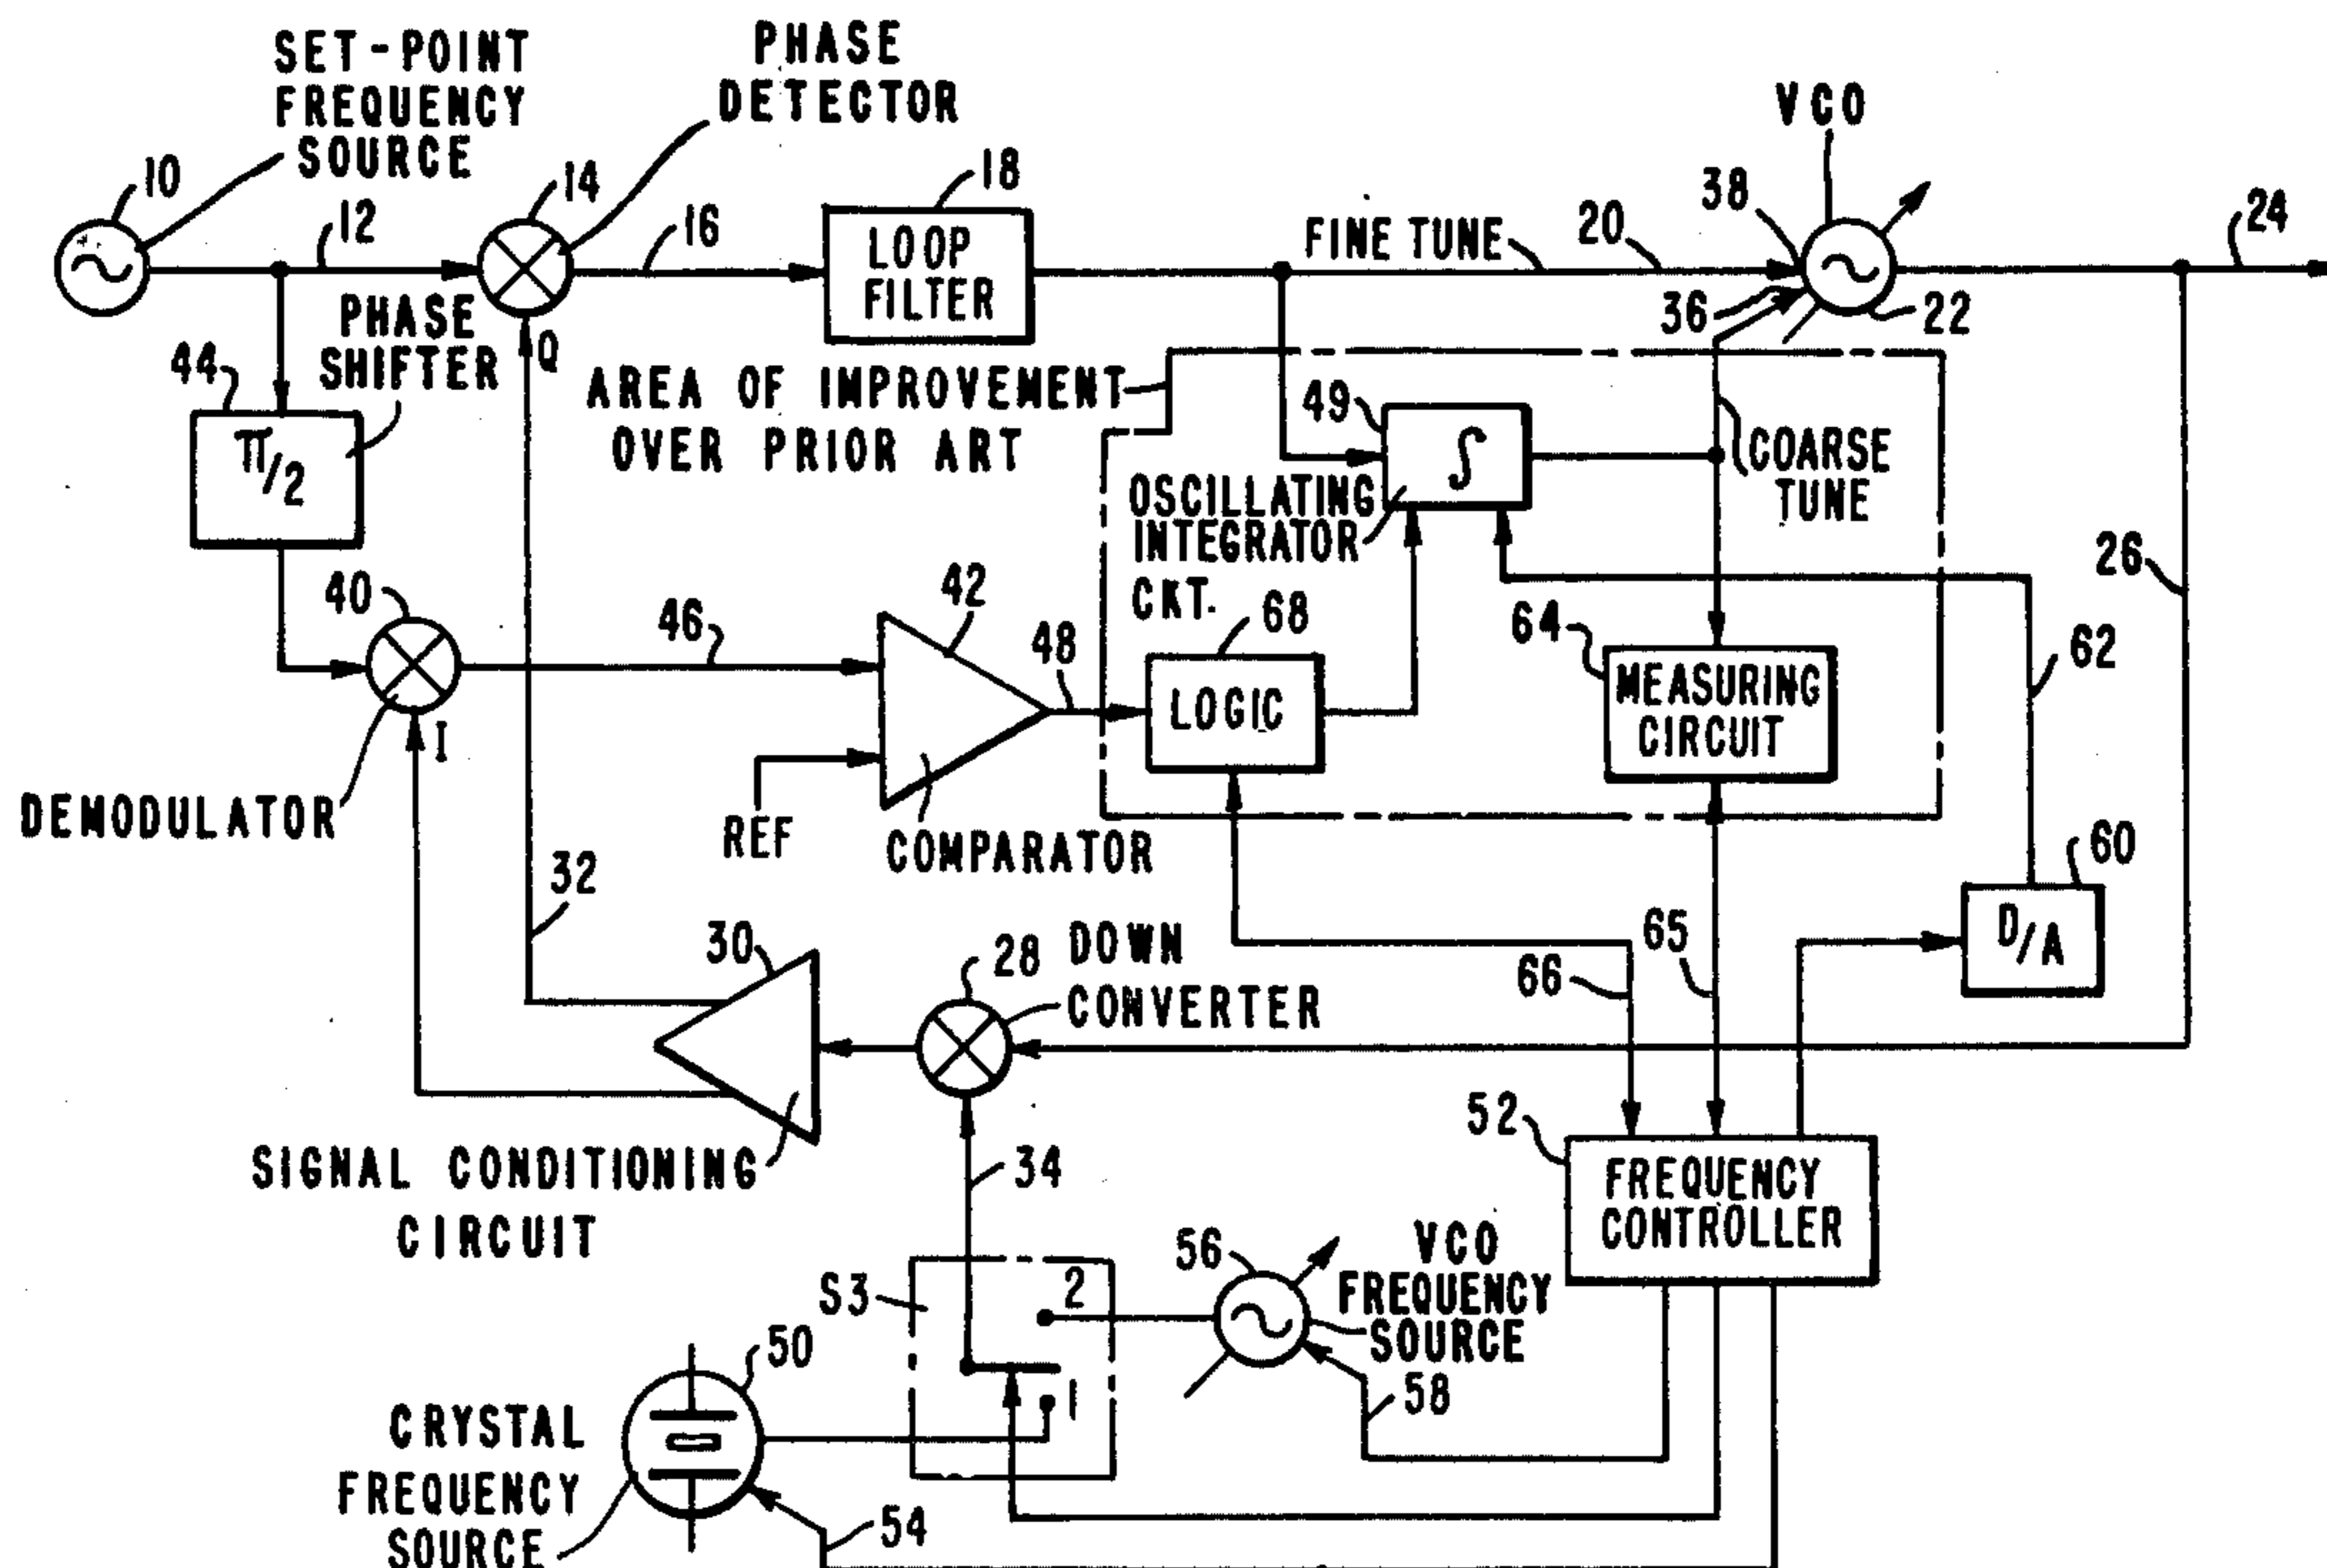 SET-POINT
FREQUENCY
SOURCE
PHASE
DETECTOR
VCO
10
12
14
16
18
LOOP
FILTER
FINE TUNE
20
38
36
22
24
PHASE
SHIFTER
44
π/2
Q
AREA OF IMPROVEMENT
OVER PRIOR ART
49
∫
OSCILLATING
INTEGRATOR
CKT.
COARSE
TUNE
26
40
46
42
48
68
LOGIC
64
MEASURING
CIRCUIT
62
I
DEMODULATOR
REF
COMPARATOR
32
30
28
DOWN
CONVERTER
66
65
60
D/A
SIGNAL CONDITIONING
CIRCUIT
34
52
FREQUENCY
CONTROLLER
S3
2
1
56
VCO
FREQUENCY
SOURCE
58
50
CRYSTAL
FREQUENCY
SOURCE
54